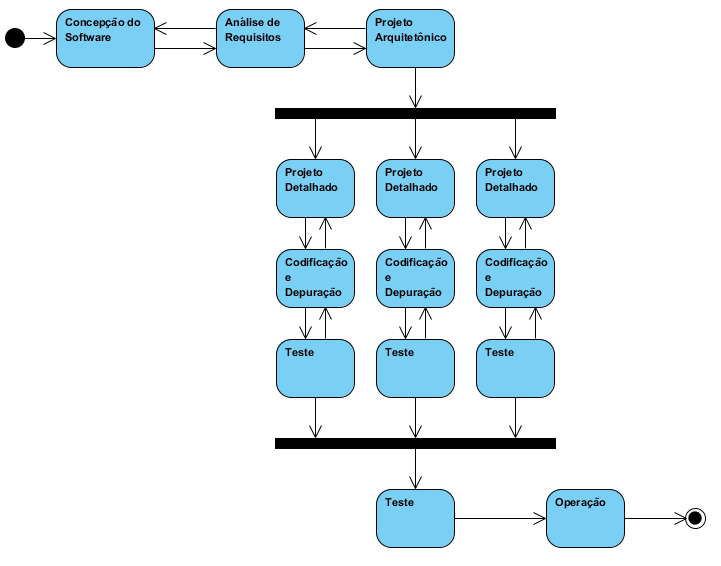 Concepção do
Software
Análise de
Requisitos
Projeto
Arquitetônico
Projeto
Detalhado
Projeto
Detalhado
Projeto
Detalhado
Codificação
e
Depuração
Codificação
e
Depuração
Codificação
e
Depuração
Teste
Teste
Teste
Teste
Operação